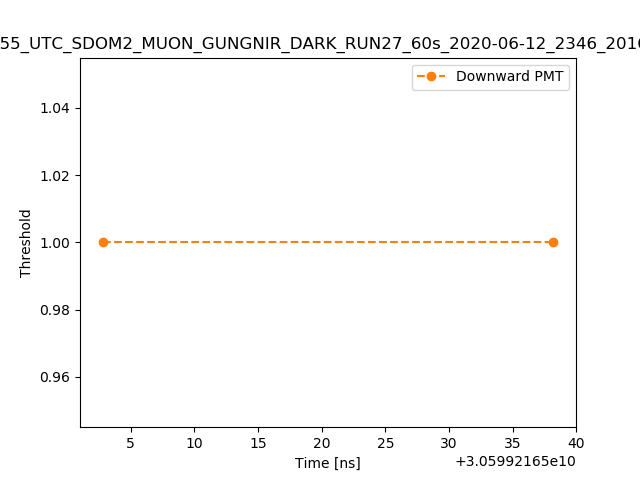 55_UTC_SDOM2_MUON_GUNGNIR_DARK_RUN27_60s_2020-06-12_2346_201
Downward PMT
1.04
1.02
1.00
0.98
0.96
Threshold
5 10 15 20 25 30 35 40
Time [ns]
+3.05992165e10